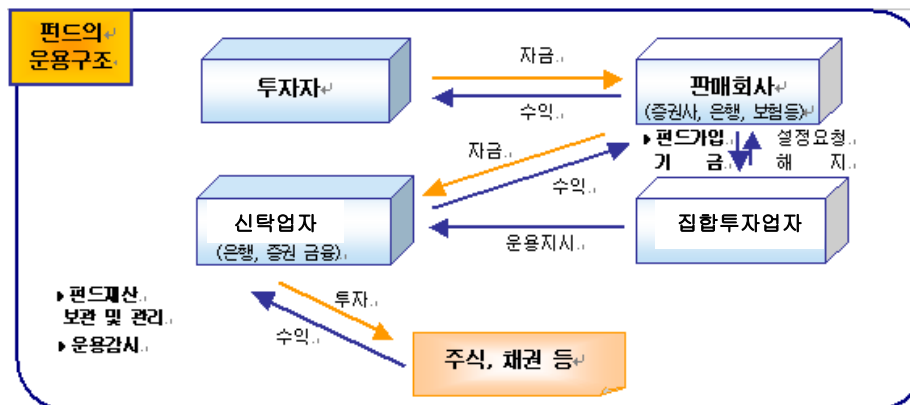 펀드의
운용구조
투자자
자금
수익
판매회사
(증권사, 은행, 보험등)
▶펀드가입
기 금
설정요청
해 지
자금
수익
신탁업자
(은행, 증권 금융)
운용지시
집합투자업자
▶펀드재산
보관 및 관리
▶운용감시
투자
수익
주식, 채권 등